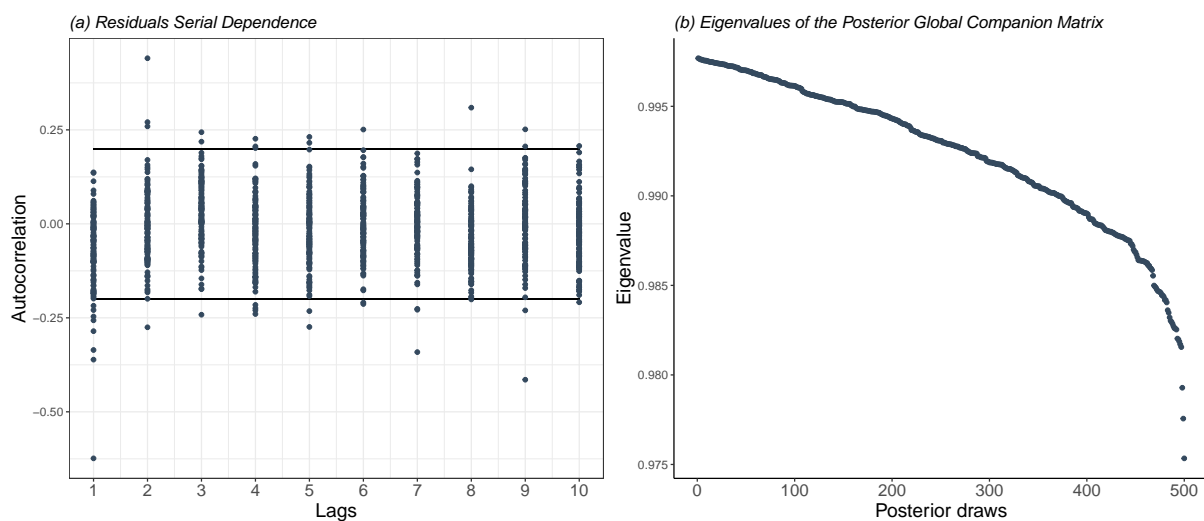 (a) Residuals Serial Dependence
0.25
0.00
−0.25
−0.50
Autocorrelation
1 2 3 4 5 6 7 8 9 10
Lags
(b) Eigenvalues of the Posterior Global Companion Matrix
0.995
0.990
0.985
0.980
0.975
Eigenvalue
0 100 200 300 400 500
Posterior draws